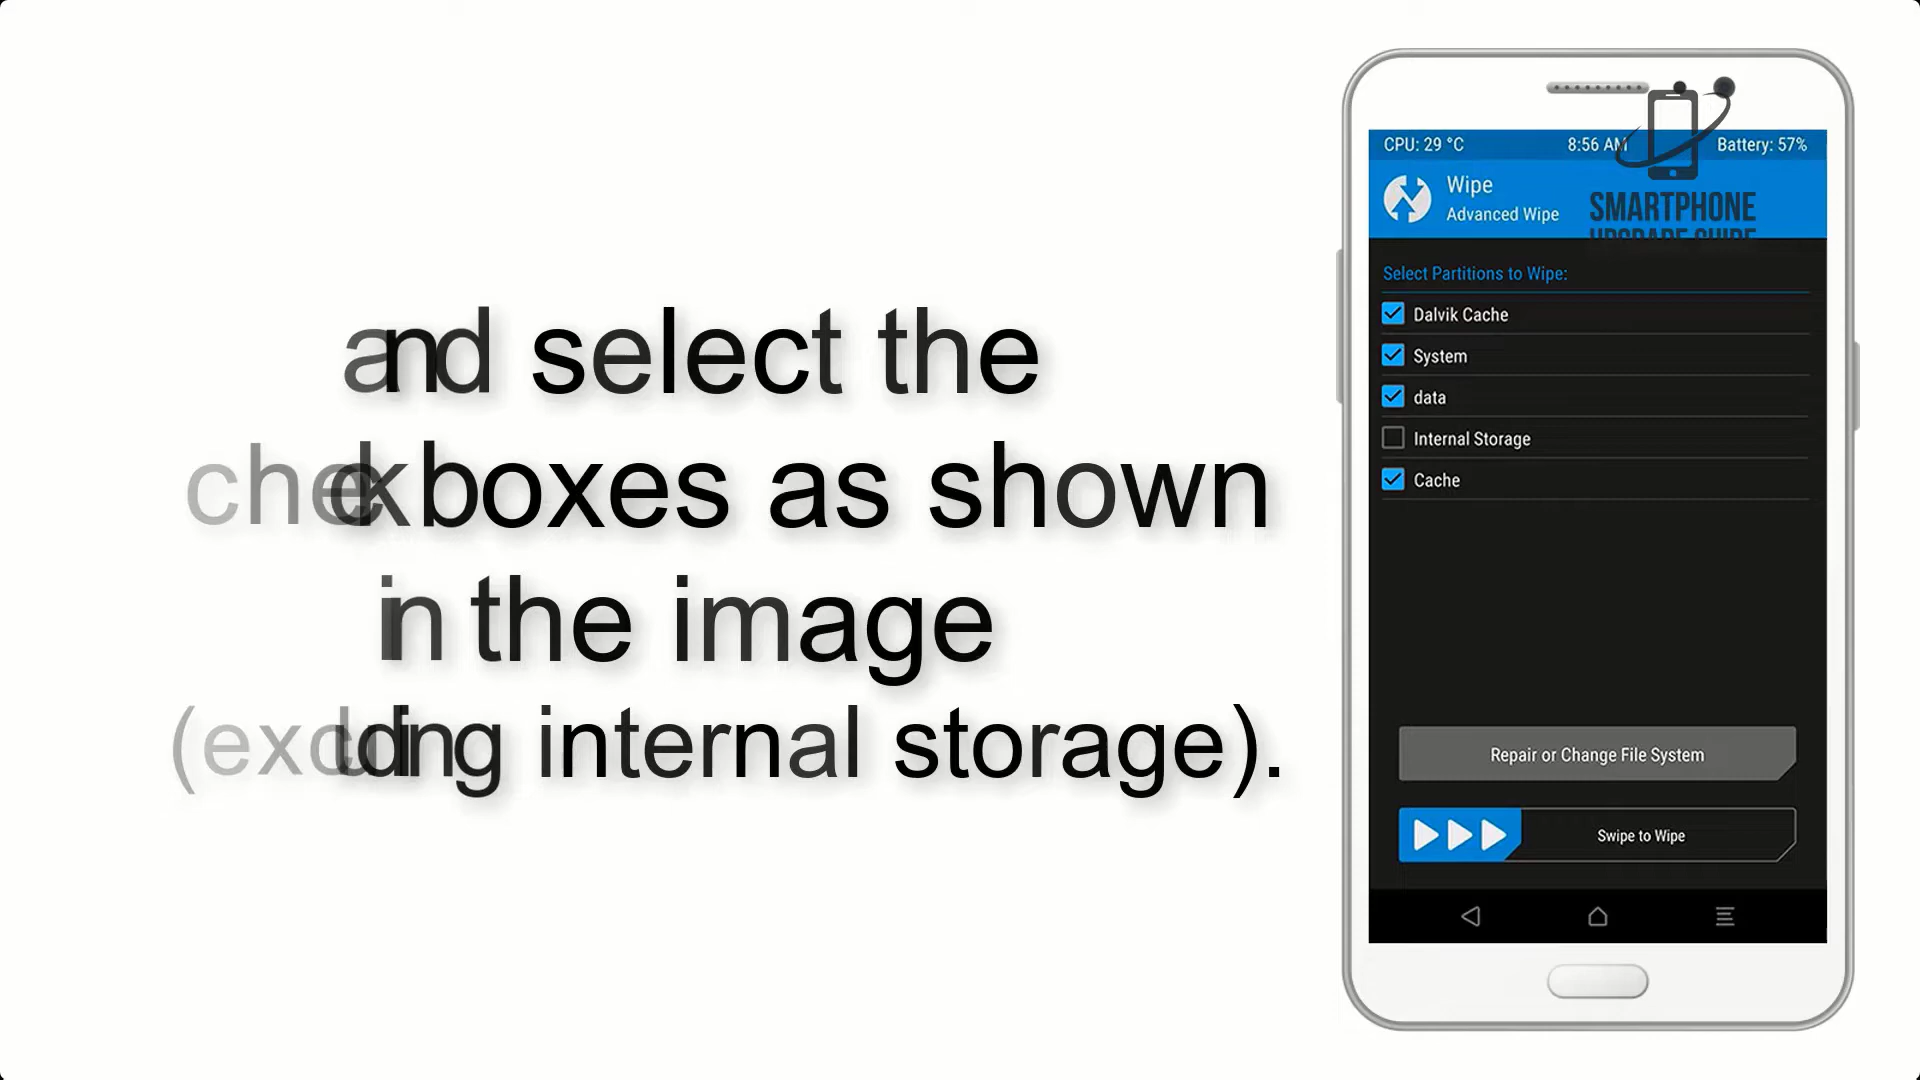 and select the
checkboxes as shown
in the image
(excluding internal storage).
CPU: 29 °C
8:56 AM
Battery: 57%
Wipe
Advanced Wipe
SMARTPHONE
UPGRADE GUIDE
Select Partitions to Wipe:
Dalvik Cache
System
data
Internal Storage
Cache
Repair or Change File System
Swipe to Wipe